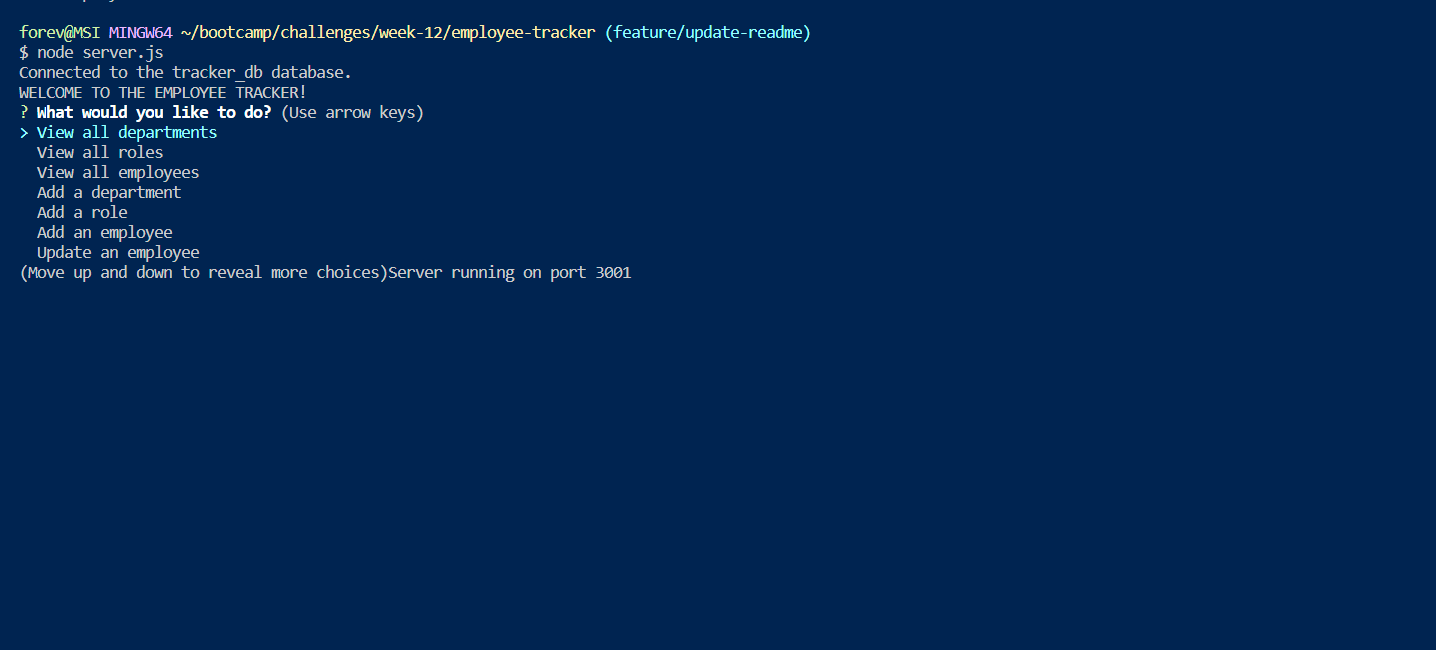 forev@MSI MINGW64 ~/bootcamp/challenges/week-12/employee-tracker (feature/update-readme)
$ node server.js
Connected to the tracker_db database.
WELCOME TO THE EMPLOYEE TRACKER!
? What would you like to do? (Use arrow keys)
> View all departments
  View all roles
  View all employees
  Add a department
  Add a role
  Add an employee
  Update an employee
(Move up and down to reveal more choices)Server running on port 3001